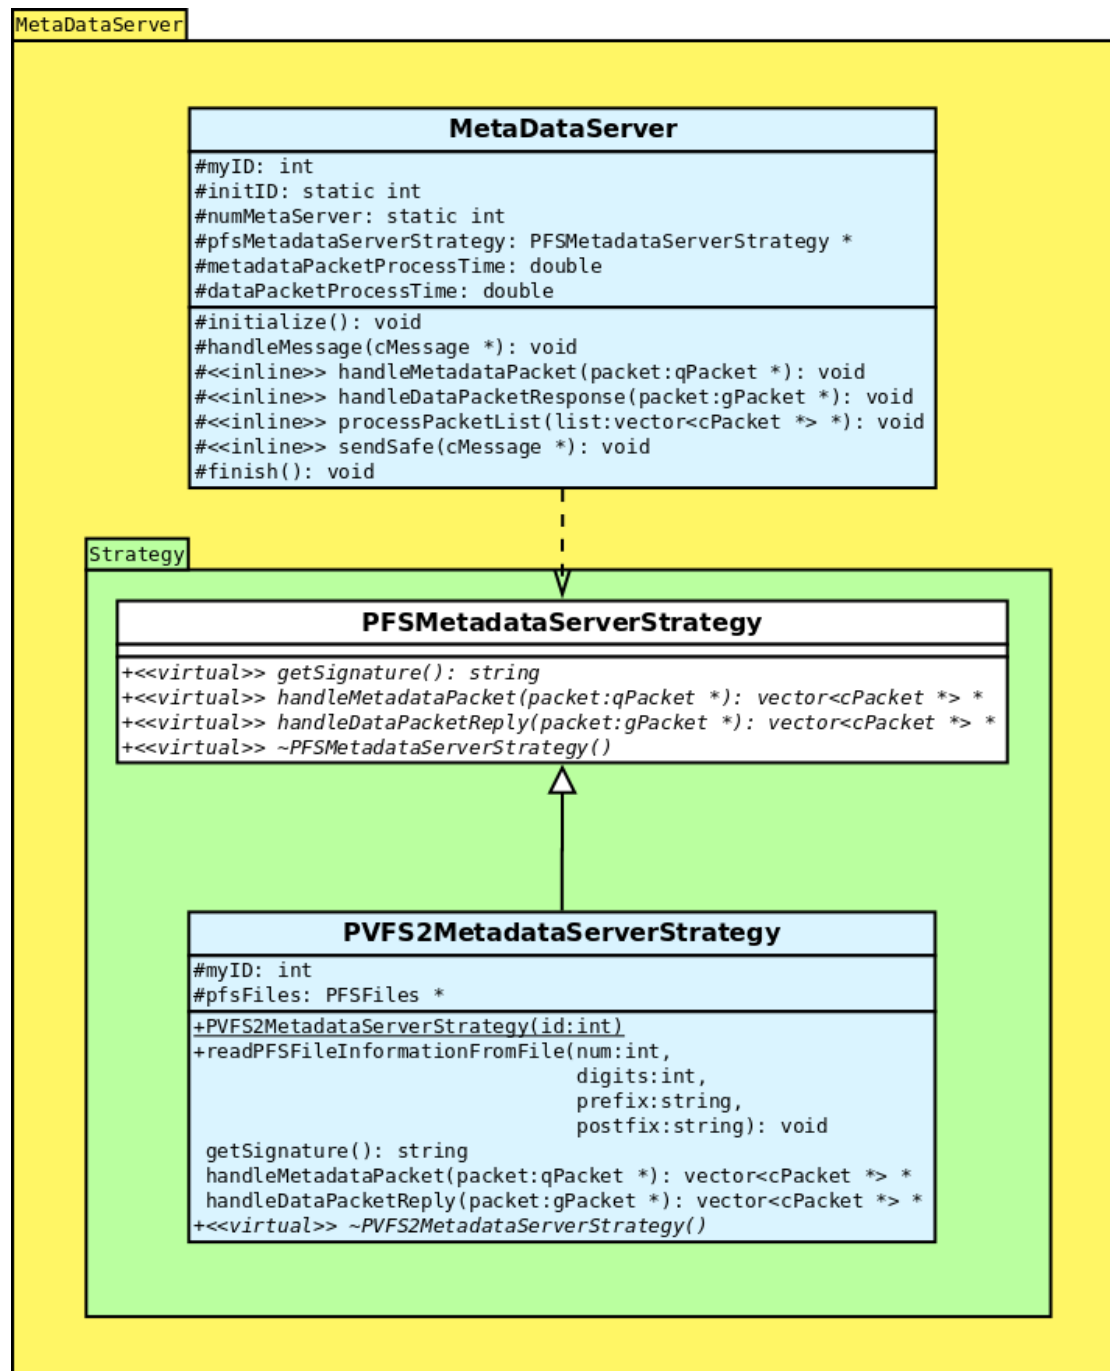 MetaDataServer
MetaDataServer
#myID: int
#initID: static int
#numMetaServer: static int
#pfsMetadataServerStrategy: PFSMetadataServerStrategy *
#metadataPacketProcessTime: double
#dataPacketProcessTime: double
#initialize(): void
#handleMessage(cMessage *): void
#<<inline>> handleMetadataPacket(packet:qPacket *): void
#<<inline>> handleDataPacketResponse(packet:gPacket *): void
#<<inline>> processPacketList(list:vector<cPacket *> *): void
#<<inline>> sendSafe(cMessage *): void
#finish(): void
Strategy
PFSMetadataServerStrategy
+<<virtual>> getSignature(): string
+<<virtual>> handleMetadataPacket(packet:qPacket *): vector<cPacket *> *
+<<virtual>> handleDataPacketReply(packet:gPacket *): vector<cPacket *> *
+<<virtual>> ~PFSMetadataServerStrategy()
PVFS2MetadataServerStrategy
#myID: int
#pfsFiles: PFSFiles *
+PVFS2MetadataServerStrategy(id:int)
+readPFSFileInformationFromFile(num:int,
digits:int,
prefix:string,
postfix:string): void
getSignature(): string
handleMetadataPacket(packet:qPacket *): vector<cPacket *> *
handleDataPacketReply(packet:gPacket *): vector<cPacket *> *
+<<virtual>> ~PVFS2MetadataServerStrategy()